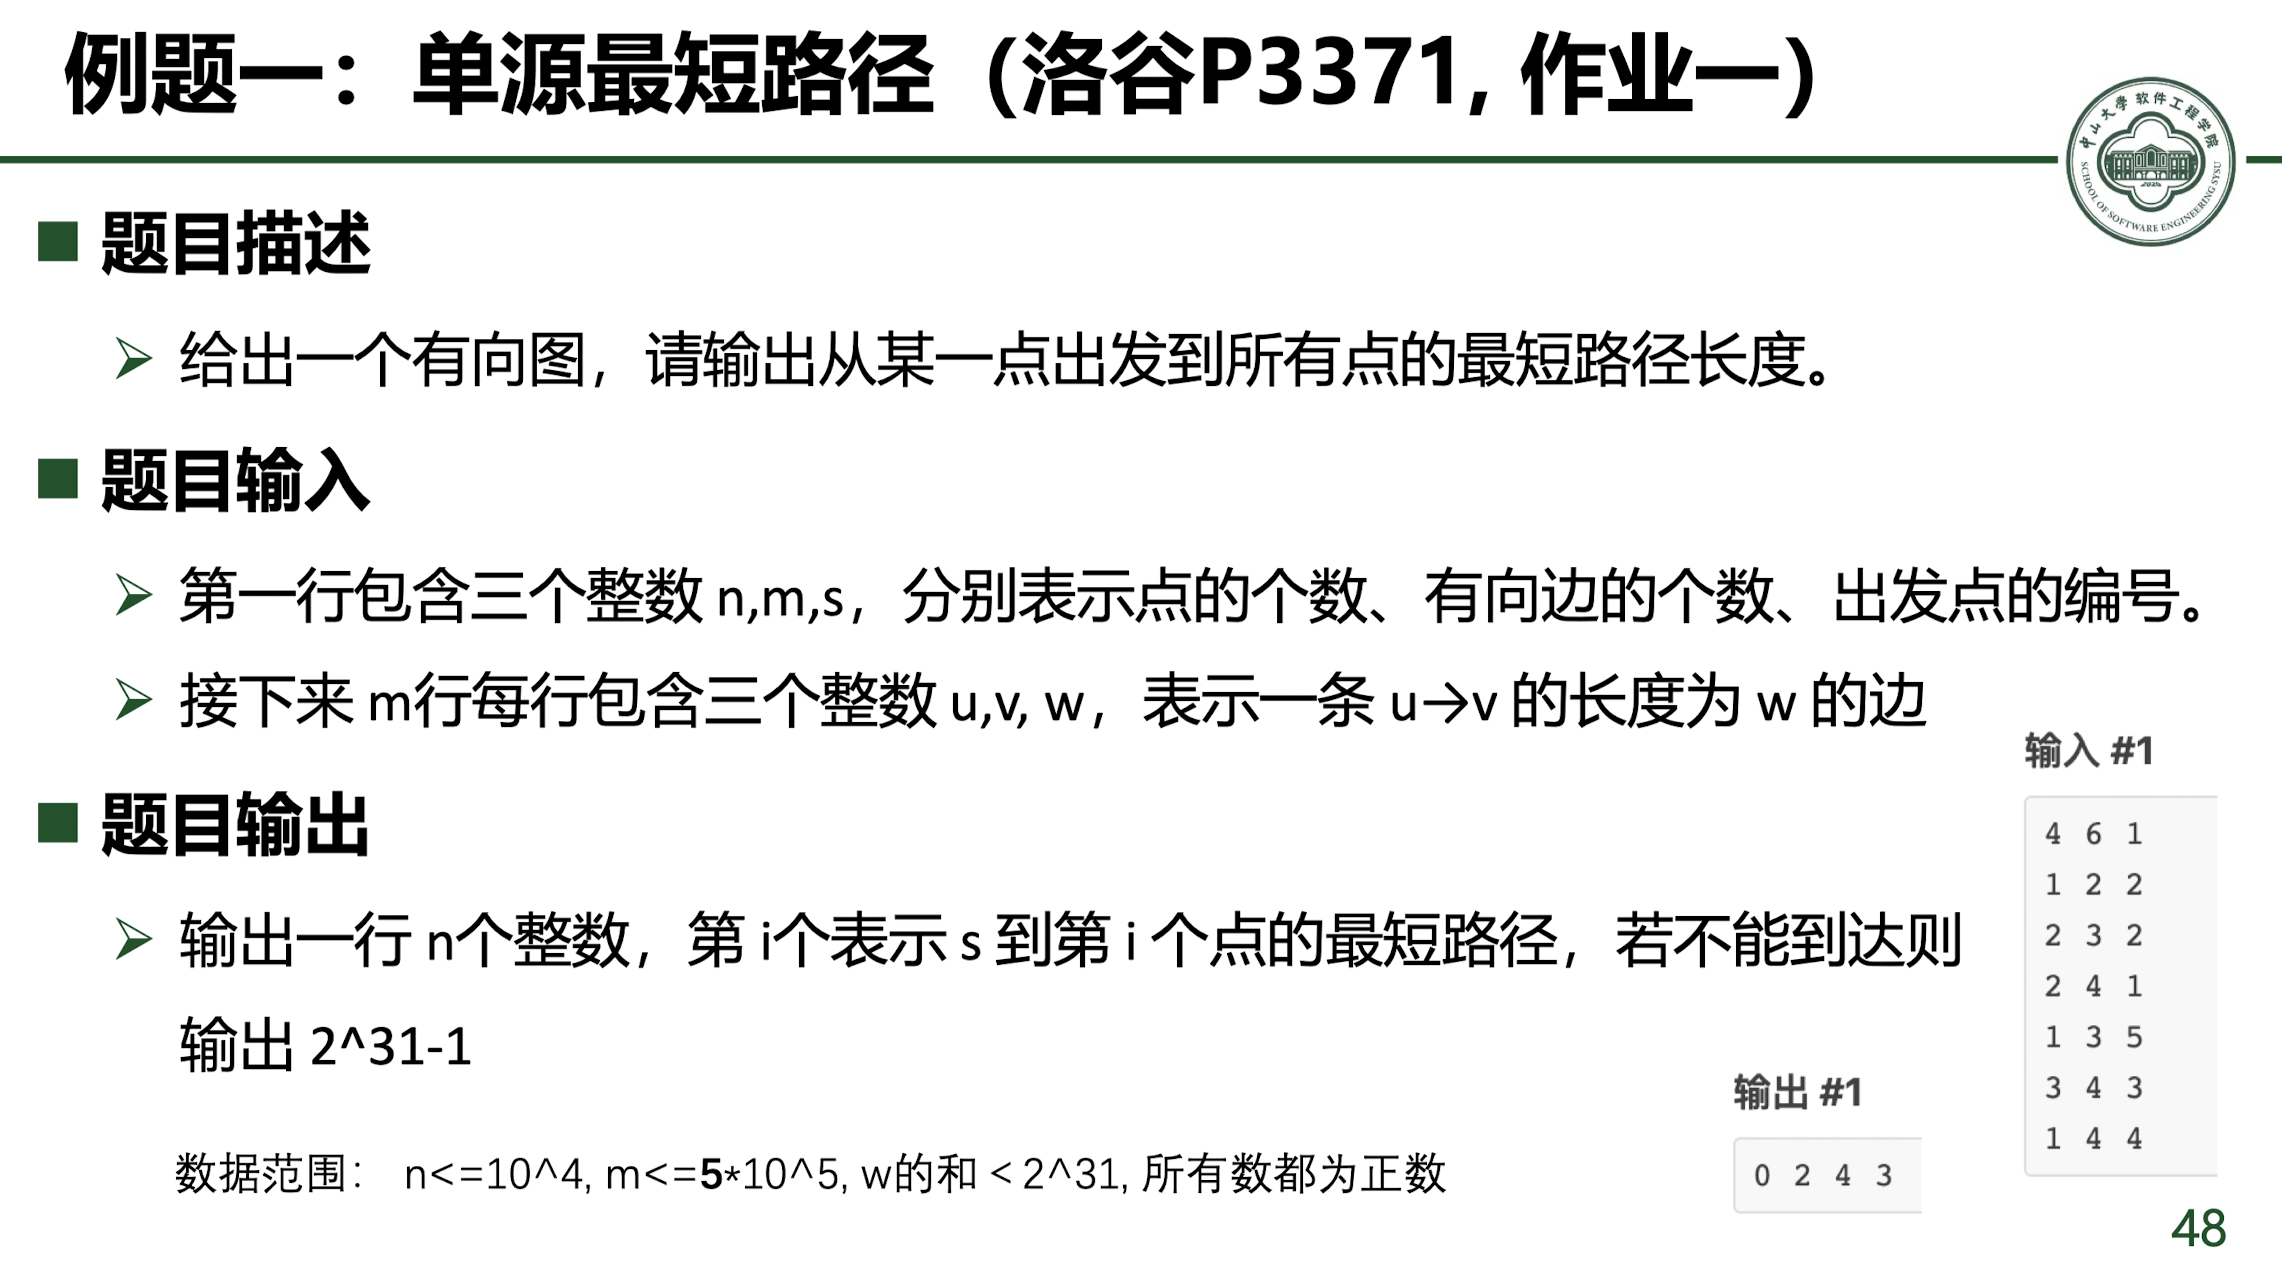 例题一：单源最短路径（洛谷P3371, 作业一）
中山大学软件工程学院
SCHOOL OF SOFTWARE ENGINEERING SYSU
题目描述
给出一个有向图，请输出从某一点出发到所有点的最短路径长度。
题目输入
第一行包含三个整数 n,m,s，分别表示点的个数、有向边的个数、出发点的编号。
接下来 m行每行包含三个整数 u,v, w，表示一条 u→v 的长度为 w 的边
题目输出
输出一行 n个整数，第 i个表示 s 到第 i 个点的最短路径，若不能到达则
输出 2^31-1
数据范围： n<=10^4, m<=5*10^5, w的和 < 2^31, 所有数都为正数
输入 #1
4 6 1
1 2 2
2 3 2
2 4 1
1 3 5
3 4 3
1 4 4
输出 #1
0 2 4 3
48